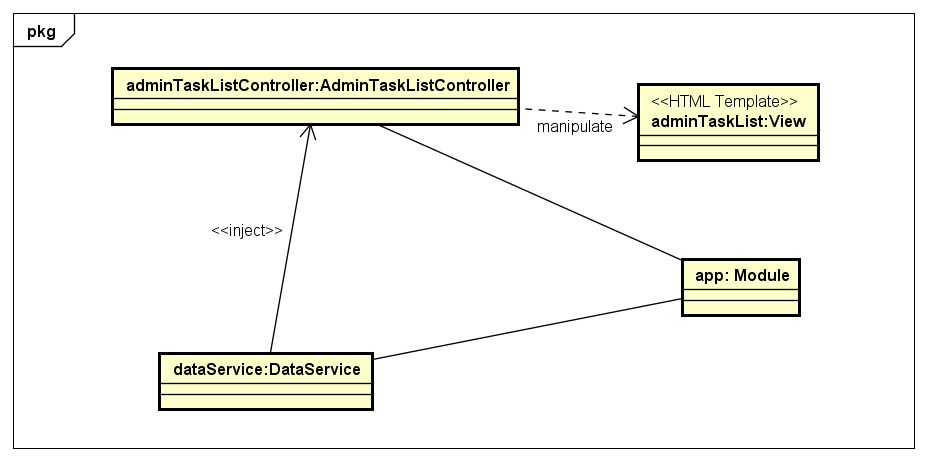 pkg
adminTaskListController:AdminTaskListController
<<HTML Template>>
adminTaskList:View
manipulate
<<inject>>
app: Module
dataService:DataService